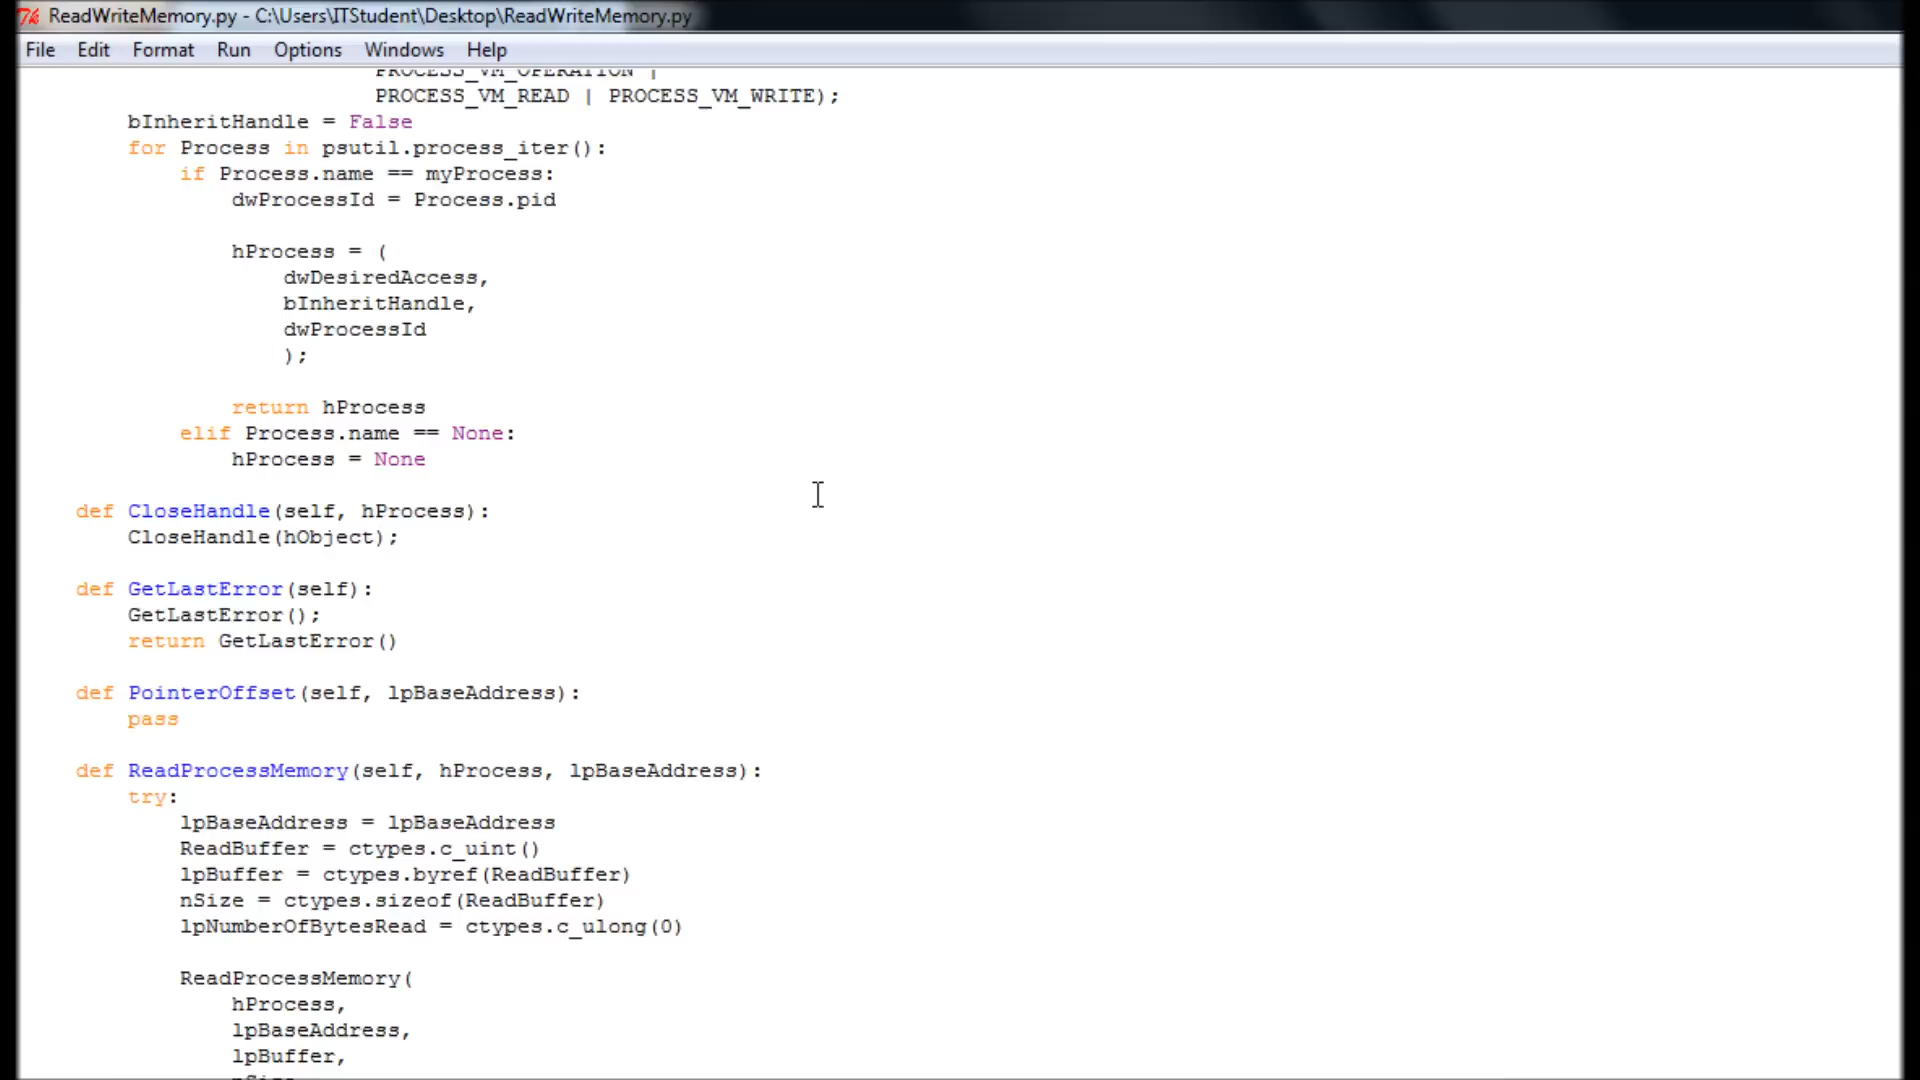 ReadWriteMemory.py - C:\Users\ITStudent\Desktop\ReadWriteMemory.py
File Edit Format Run Options Windows Help
PROCESS_VM_OPERATION |
PROCESS_VM_READ | PROCESS_VM_WRITE);
bInheritHandle = False
for Process in psutil.process_iter():
if Process.name == myProcess:
dwProcessId = Process.pid
hProcess = (
dwDesiredAccess,
bInheritHandle,
dwProcessId
);
return hProcess
elif Process.name == None:
hProcess = None
def CloseHandle(self, hProcess):
CloseHandle(hObject);
def GetLastError(self):
GetLastError();
return GetLastError()
def PointerOffset(self, lpBaseAddress):
pass
def ReadProcessMemory(self, hProcess, lpBaseAddress):
try:
lpBaseAddress = lpBaseAddress
ReadBuffer = ctypes.c_uint()
lpBuffer = ctypes.byref(ReadBuffer)
nSize = ctypes.sizeof(ReadBuffer)
lpNumberOfBytesRead = ctypes.c_ulong(0)
ReadProcessMemory(
hProcess,
lpBaseAddress,
lpBuffer,